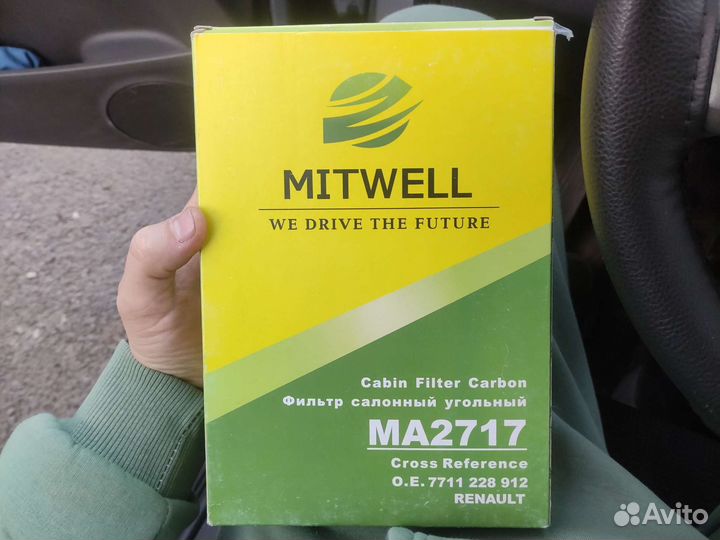 MITWELL
WE DRIVE THE FUTURE
Cabin Filter Carbon
Фильтр салонный угольный
MA2717
Cross Reference
O.E. 7711 228 912
RENAULT
Avito